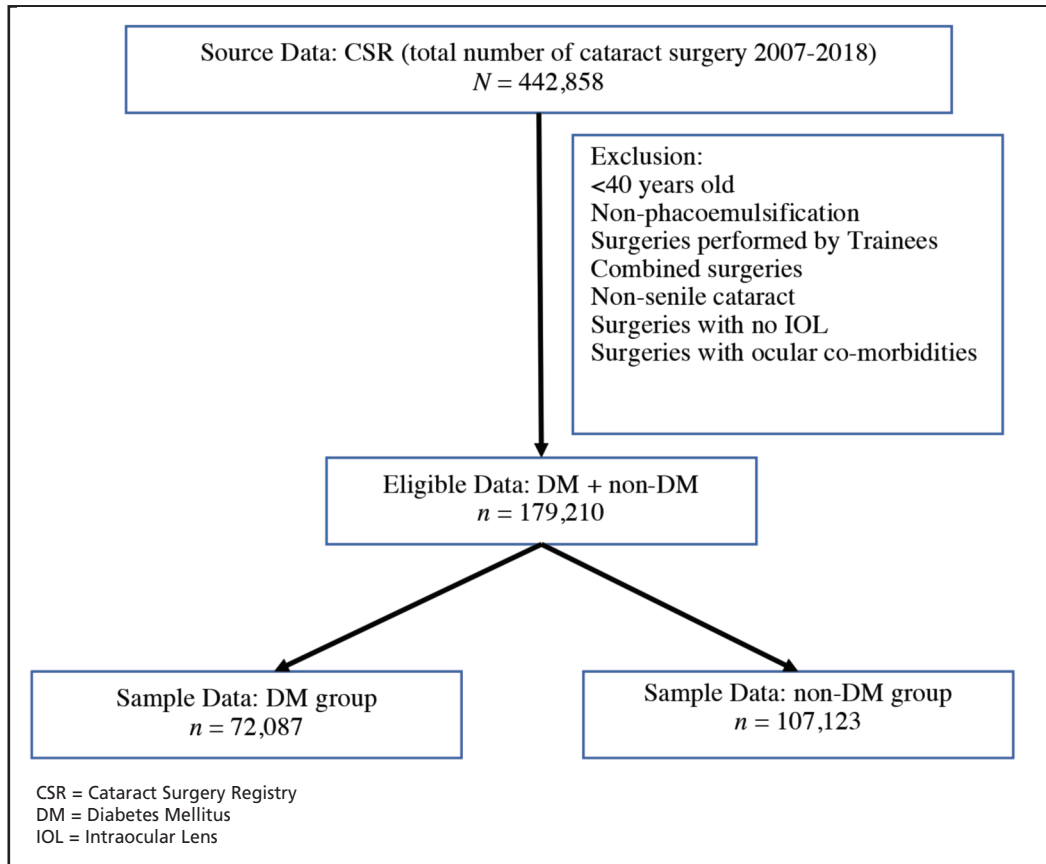 Source Data: CSR (total number of cataract surgery 2007-2018)
N = 442,858
Exclusion:
<40 years old
Non-phacoemulsification
Surgeries performed by Trainees
Combined surgeries
Non-senile cataract
Surgeries with no IOL
Surgeries with ocular co-morbidities
Eligible Data: DM + non-DM
n = 179,210
Sample Data: DM group
n = 72,087
Sample Data: non-DM group
n = 107,123
CSR = Cataract Surgery Registry
DM = Diabetes Mellitus
IOL = Intraocular Lens